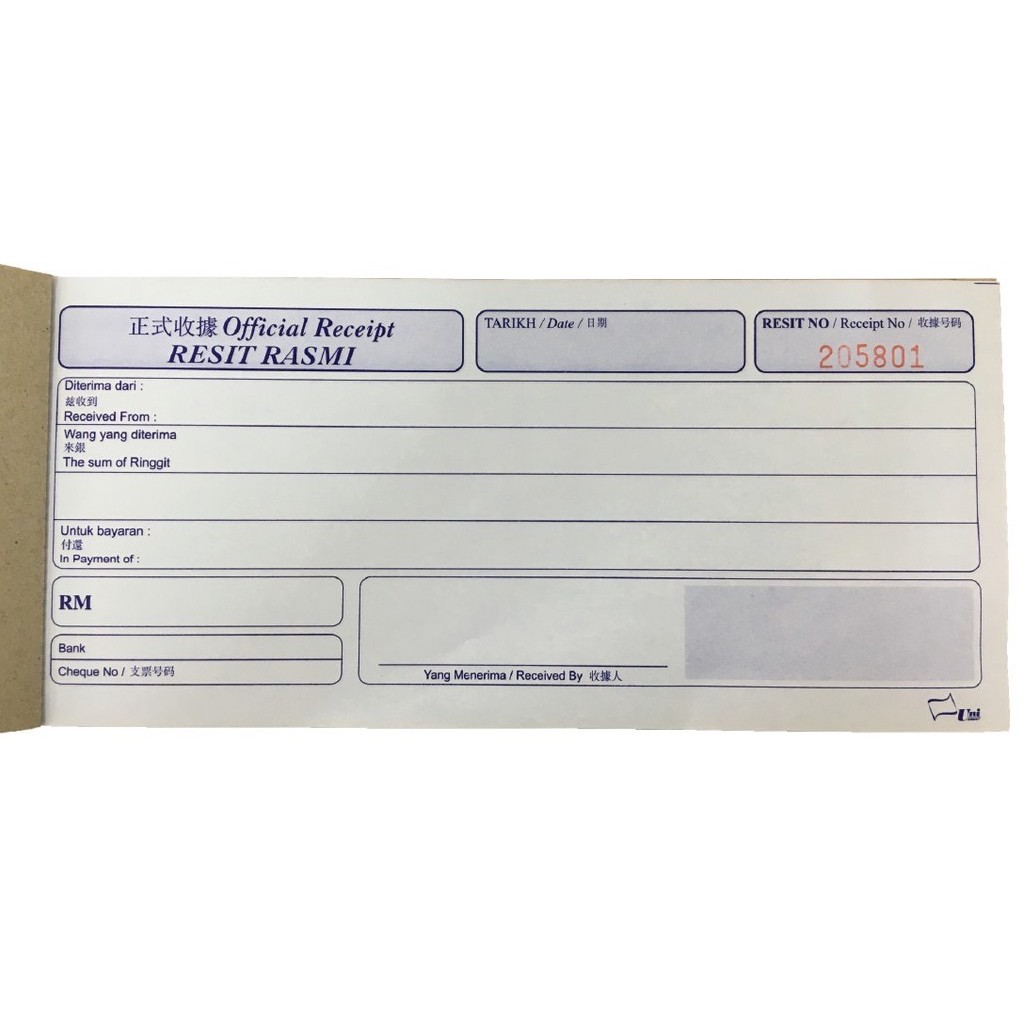 正式收據 Official Receipt
RESIT RASMI
TARIKH / Date / 日期
RESIT NO / Receipt No / 收據号码
205801
Diterima dari :
茲收到
Received From :
Wang yang diterima
來銀
The sum of Ringgit
Untuk bayaran :
付還
In Payment of :
RM
Bank
Cheque No / 支票号码
Yang Menerima / Received By 收據人
Uni